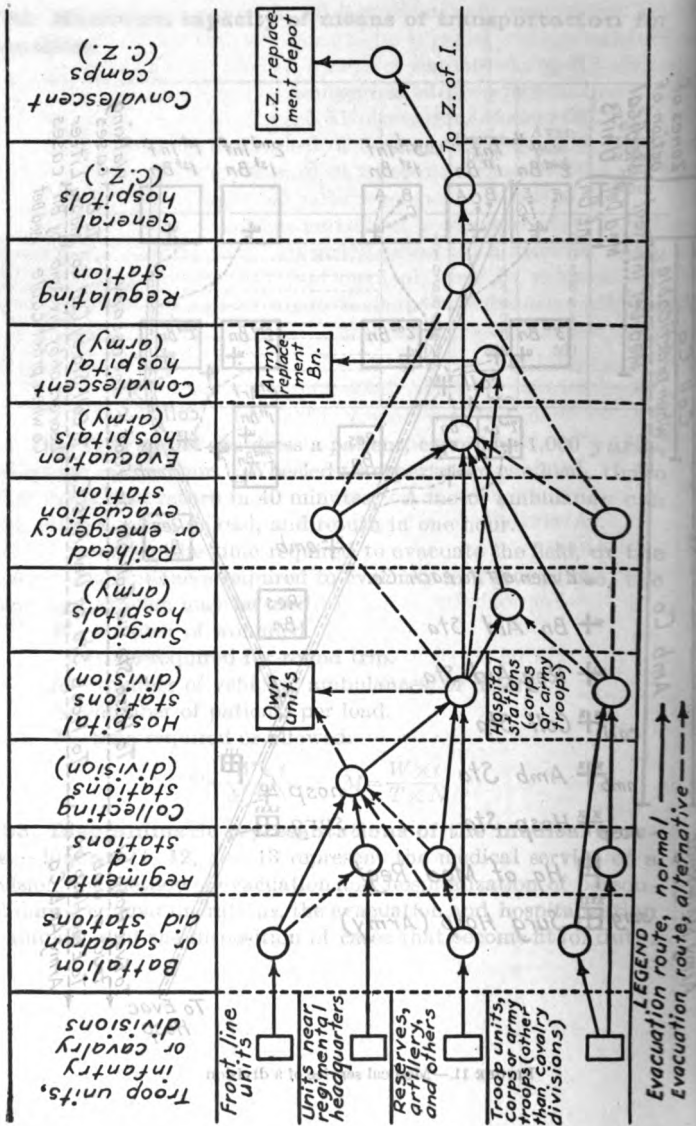 Troop units,
infantry
or cavalry
divisions
Battalion
or squadron
aid stations
Regimental
aid
stations
Collecting
stations
(division)
Hospital
stations
(division)
Surgical
hospitals
(army)
Railhead
or emergency
evacuation
station
Evacuation
hospitals
(army)
Convalescent
hospital
(army)
Regulating
station
General
hospitals
(C.Z.)
Convalescent
camps
(C.Z.)
Front line
units
Units near
regimental
headquarters
Reserves,
artillery,
and others
Troop units,
corps or army
troops (other
than cavalry
divisions)
Own
units
Hospital
stations
(corps
or army
troops)
Army
replace-
ment
Bn.
C.Z. replace-
ment depot
To Z. of I.
LEGEND
Evacuation route, normal
Evacuation route, alternative